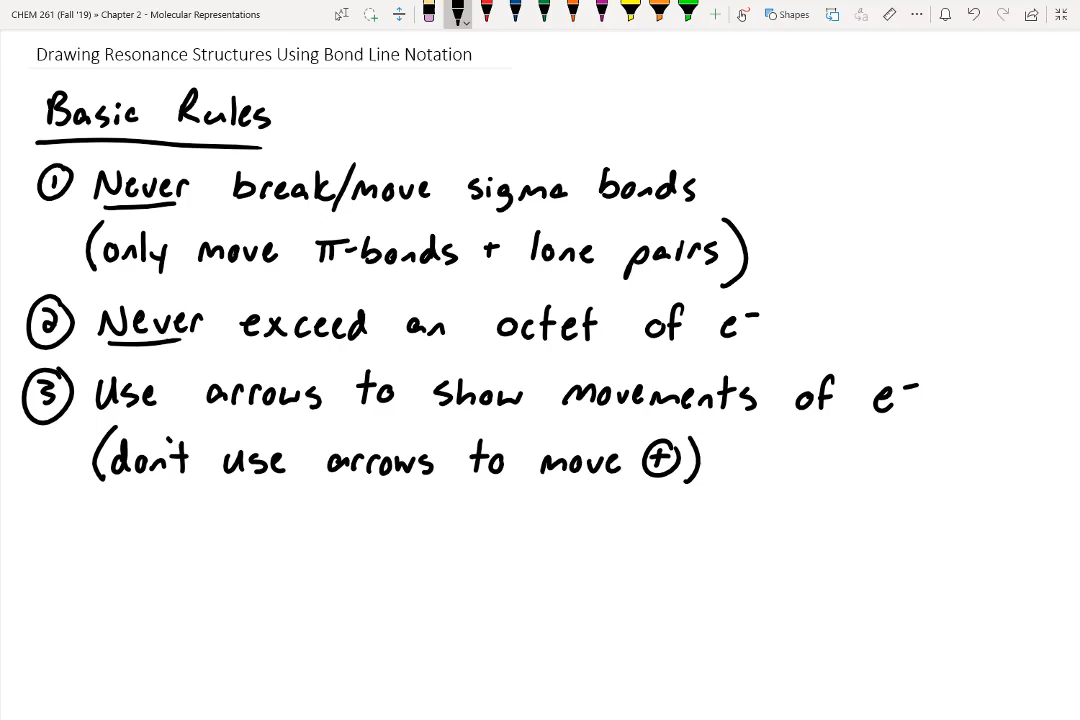 CHEM 261 (Fall '19) » Chapter 2 - Molecular Representations
Shapes
Drawing Resonance Structures Using Bond Line Notation
Basic Rules
① Never break/move sigma bonds
(only move π-bonds + lone pairs)
② Never exceed an octet of e⁻
③ Use arrows to show movements of e⁻
(don't use arrows to move ⊕)